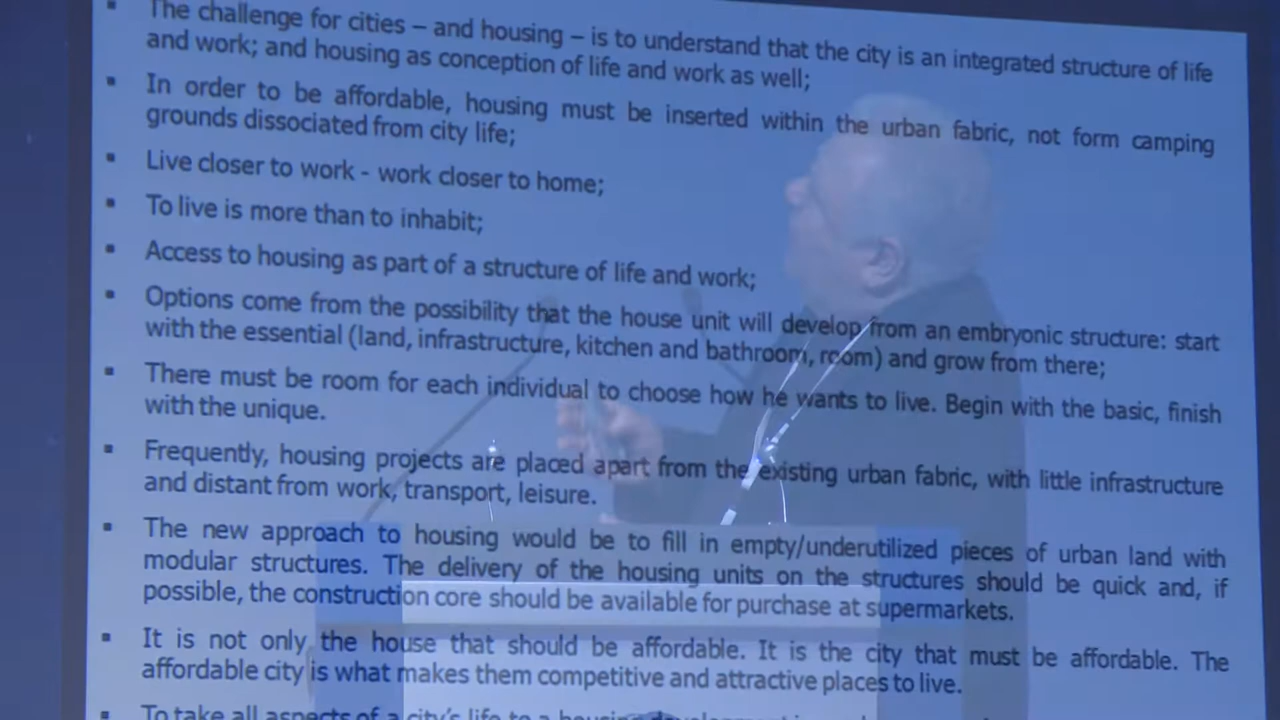 ▪ The challenge for cities – and housing – is to understand that the city is an integrated structure of life
and work; and housing as conception of life and work as well;
▪ In order to be affordable, housing must be inserted within the urban fabric, not form camping
grounds dissociated from city life;
▪ Live closer to work - work closer to home;
▪ To live is more than to inhabit;
▪ Access to housing as part of a structure of life and work;
▪ Options come from the possibility that the house unit will develop from an embryonic structure: start
with the essential (land, infrastructure, kitchen and bathroom, room) and grow from there;
▪ There must be room for each individual to choose how he wants to live. Begin with the basic, finish
with the unique.
▪ Frequently, housing projects are placed apart from the existing urban fabric, with little infrastructure
and distant from work, transport, leisure.
▪ The new approach to housing would be to fill in empty/underutilized pieces of urban land with
modular structures. The delivery of the housing units on the structures should be quick and, if
possible, the construction core should be available for purchase at supermarkets.
▪ It is not only the house that should be affordable. It is the city that must be affordable. The
affordable city is what makes them competitive and attractive places to live.
▪ To take all aspects of a city's life to a housing